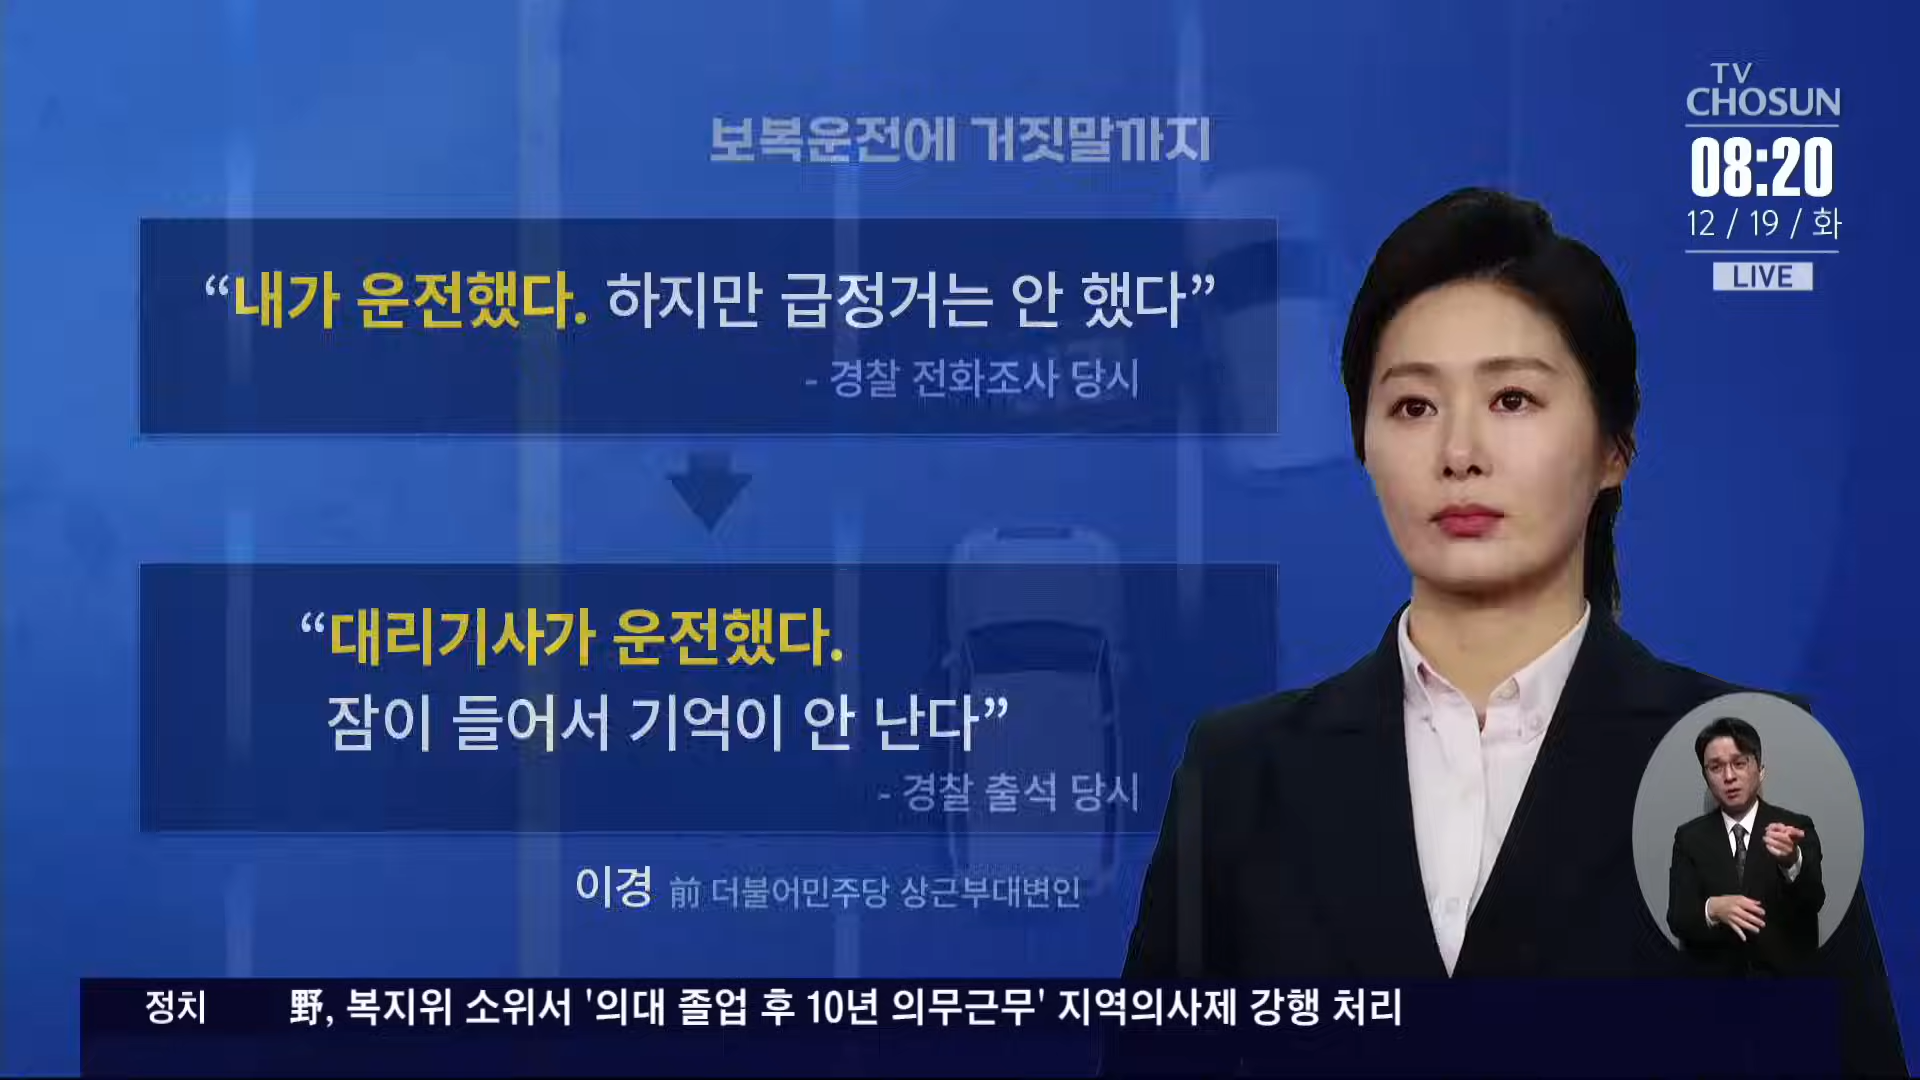 TV
CHOSUN
08:20
12 / 19 / 화
LIVE
보복운전에 거짓말까지
“내가 운전했다. 하지만 급정거는 안 했다”
- 경찰 전화조사 당시
“대리기사가 운전했다.
잠이 들어서 기억이 안 난다”
- 경찰 출석 당시
이경 前 더불어민주당 상근부대변인
정치 野, 복지위 소위서 '의대 졸업 후 10년 의무근무' 지역의사제 강행 처리